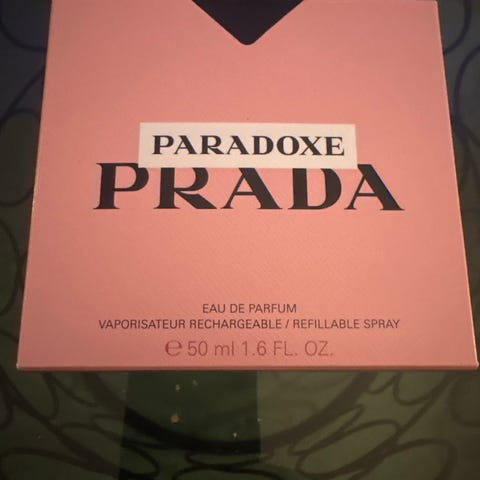 PARADOXE
PRADA
EAU DE PARFUM
VAPORISATEUR RECHARGEABLE / REFILLABLE SPRAY
℮ 50 ml 1.6 FL. OZ.